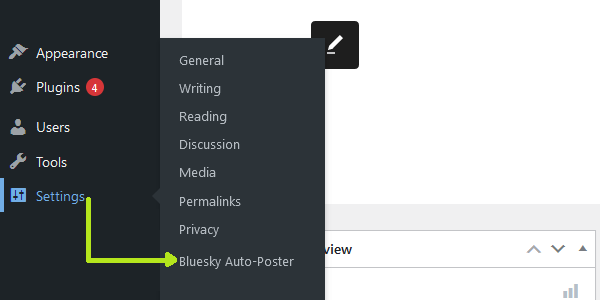 Appearance
Plugins 4
Users
Tools
Settings
General
Writing
Reading
Discussion
Media
Permalinks
Privacy
Bluesky Auto-Poster
view